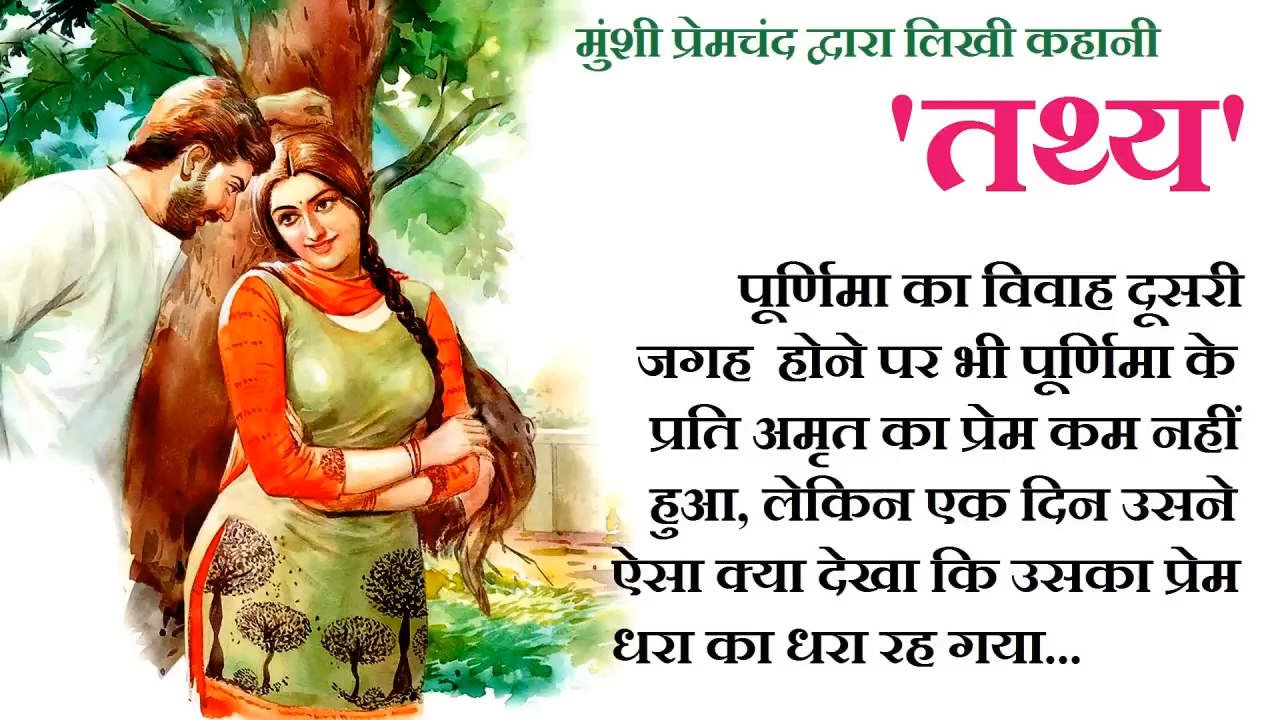 मुंशी प्रेमचंद द्वारा लिखी कहानी
'तथ्य'
पूर्णिमा का विवाह दूसरी
जगह होने पर भी पूर्णिमा के
प्रति अमृत का प्रेम कम नहीं
हुआ, लेकिन एक दिन उसने
ऐसा क्या देखा कि उसका प्रेम
धरा का धरा रह गया...